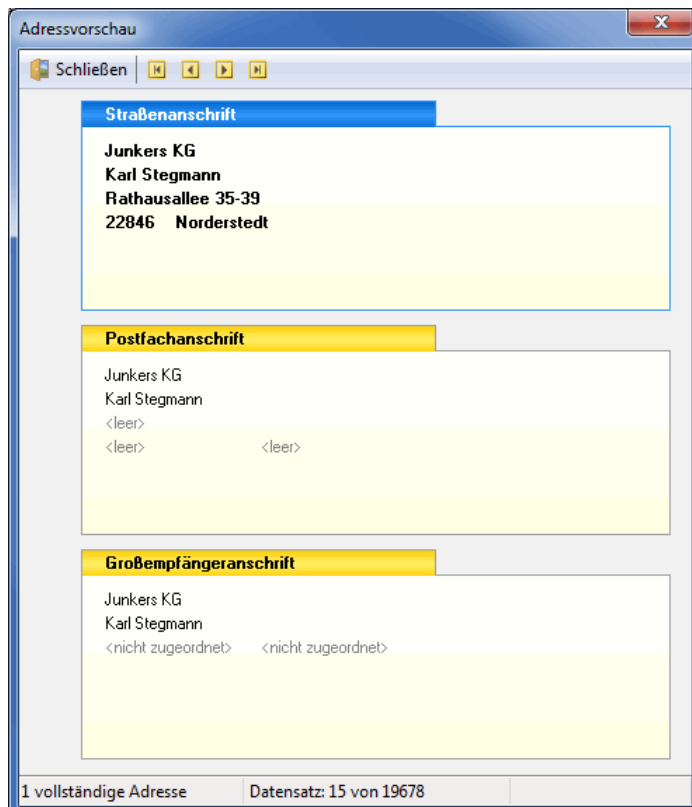 Adressvorschau
Schließen
Straßenanschrift
Junkers KG
Karl Stegmann
Rathausallee 35-39
22846 Norderstedt
Postfachanschrift
Junkers KG
Karl Stegmann
<leer>
<leer> <leer>
Großempfängeranschrift
Junkers KG
Karl Stegmann
<nicht zugeordnet> <nicht zugeordnet>
1 vollständige Adresse Datensatz: 15 von 19678